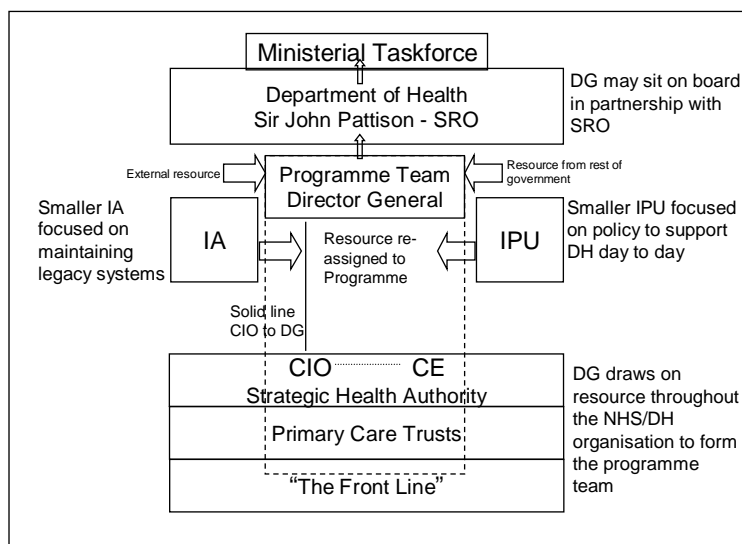 Ministerial Taskforce
Department of Health
Sir John Pattison - SRO
DG may sit on board
in partnership with
SRO
External resource
Programme Team
Director General
Resource from rest of
government
Smaller IA
focused on
maintaining
legacy systems
IA
Resource re-
assigned to
Programme
IPU
Smaller IPU focused
on policy to support
DH day to day
Solid line
CIO to DG
CIO CE
Strategic Health Authority
Primary Care Trusts
“The Front Line”
DG draws on
resource throughout
the NHS/DH
organisation to form
the programme
team